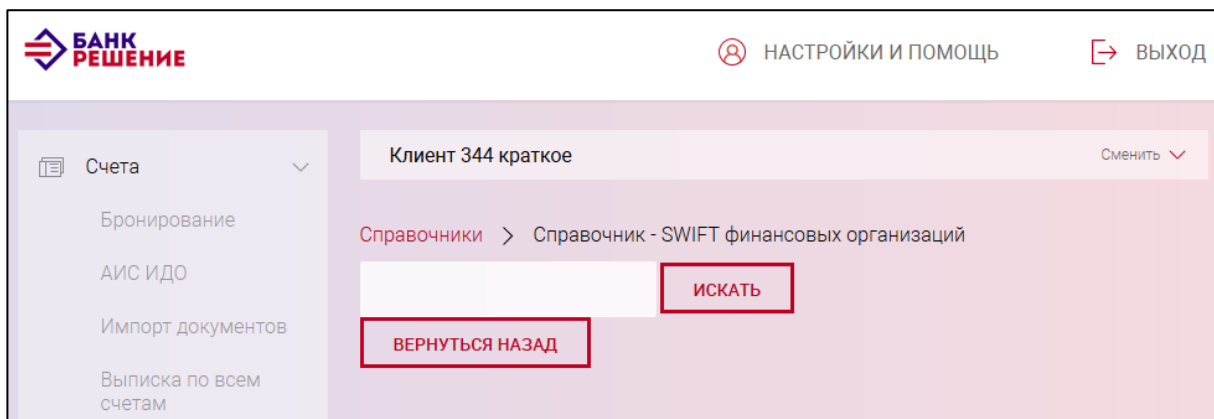 БАНК
РЕШЕНИЕ
НАСТРОЙКИ И ПОМОЩЬ
ВЫХОД
Счета
Клиент 344 краткое
Сменить
Бронирование
АИС ИДО
Импорт документов
Выписка по всем
счетам
Справочники > Справочник - SWIFT финансовых организаций
ИСКАТЬ
ВЕРНУТЬСЯ НАЗАД